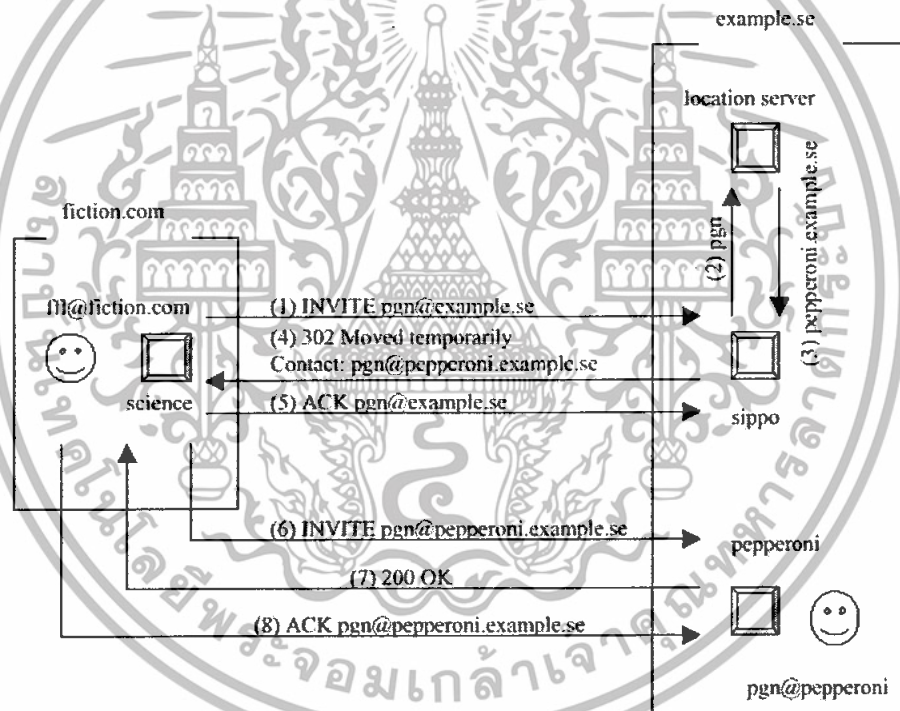 example.se
location server
(2) pgn
(3) pepperoni.example.se
fiction.com
fll@fiction.com
science
(1) INVITE pgn@example.se
(4) 302 Moved temporarily
Contact: pgn@pepperoni.example.se
(5) ACK pgn@example.se
sippo
(6) INVITE pgn@pepperoni.example.se
pepperoni
(7) 200 OK
(8) ACK pgn@pepperoni.example.se
pgn@pepperoni